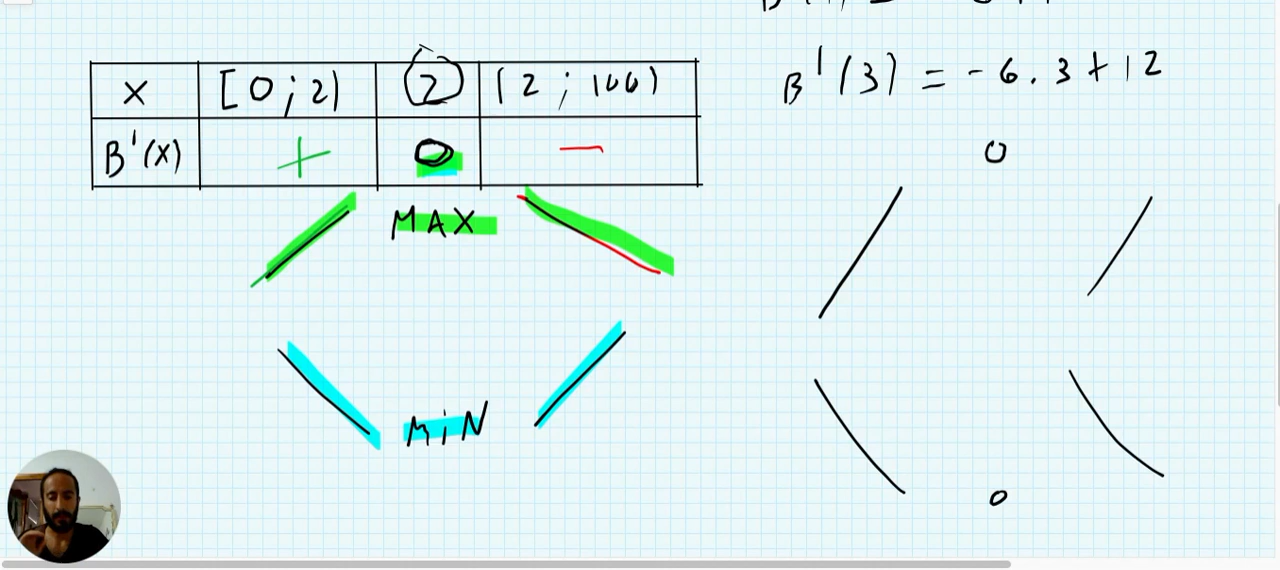 x [0;2) 2 (2;100)
B'(x) + 0 −
MAX
MiN
B'(3) = -6.3+12
0
0